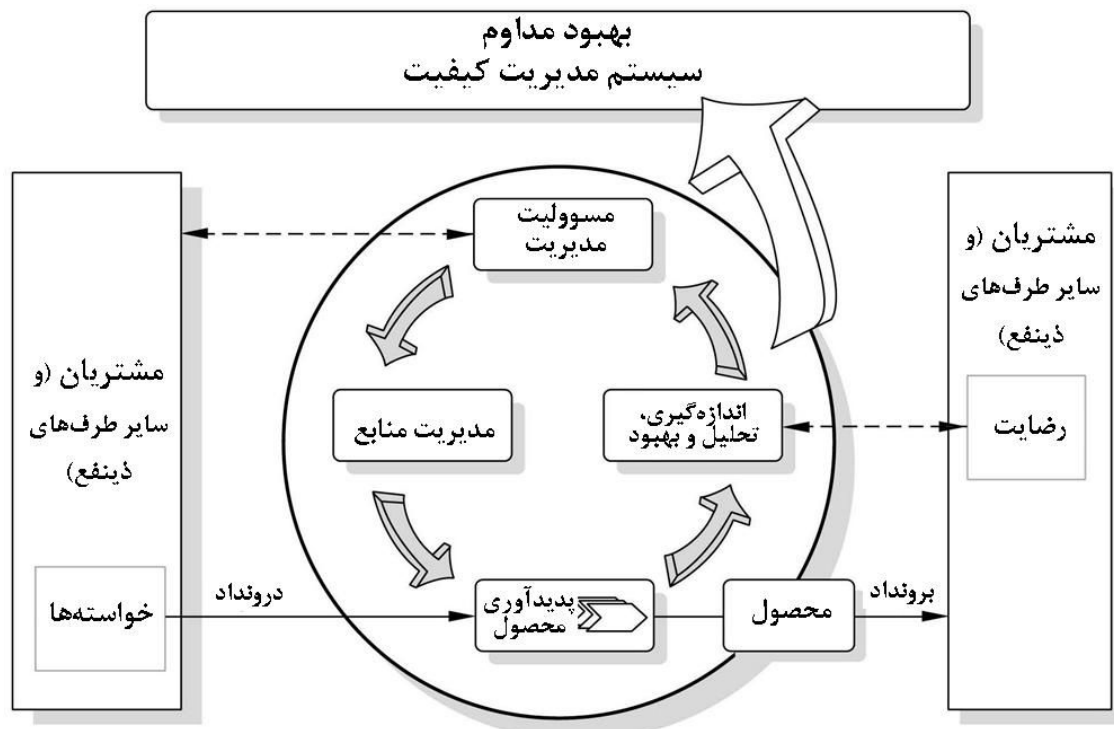 بهبود مداوم
سیستم مدیریت کیفیت
مشتریان (و
سایر طرف‌های
ذینفع)
رضایت
مسوولیت
مدیریت
اندازه‌گیری،
تحلیل و بهبود
مدیریت منابع
پدیدآوری
محصول
محصول
برونداد
مشتریان (و
سایر طرف‌های
ذینفع)
خواسته‌ها
درونداد